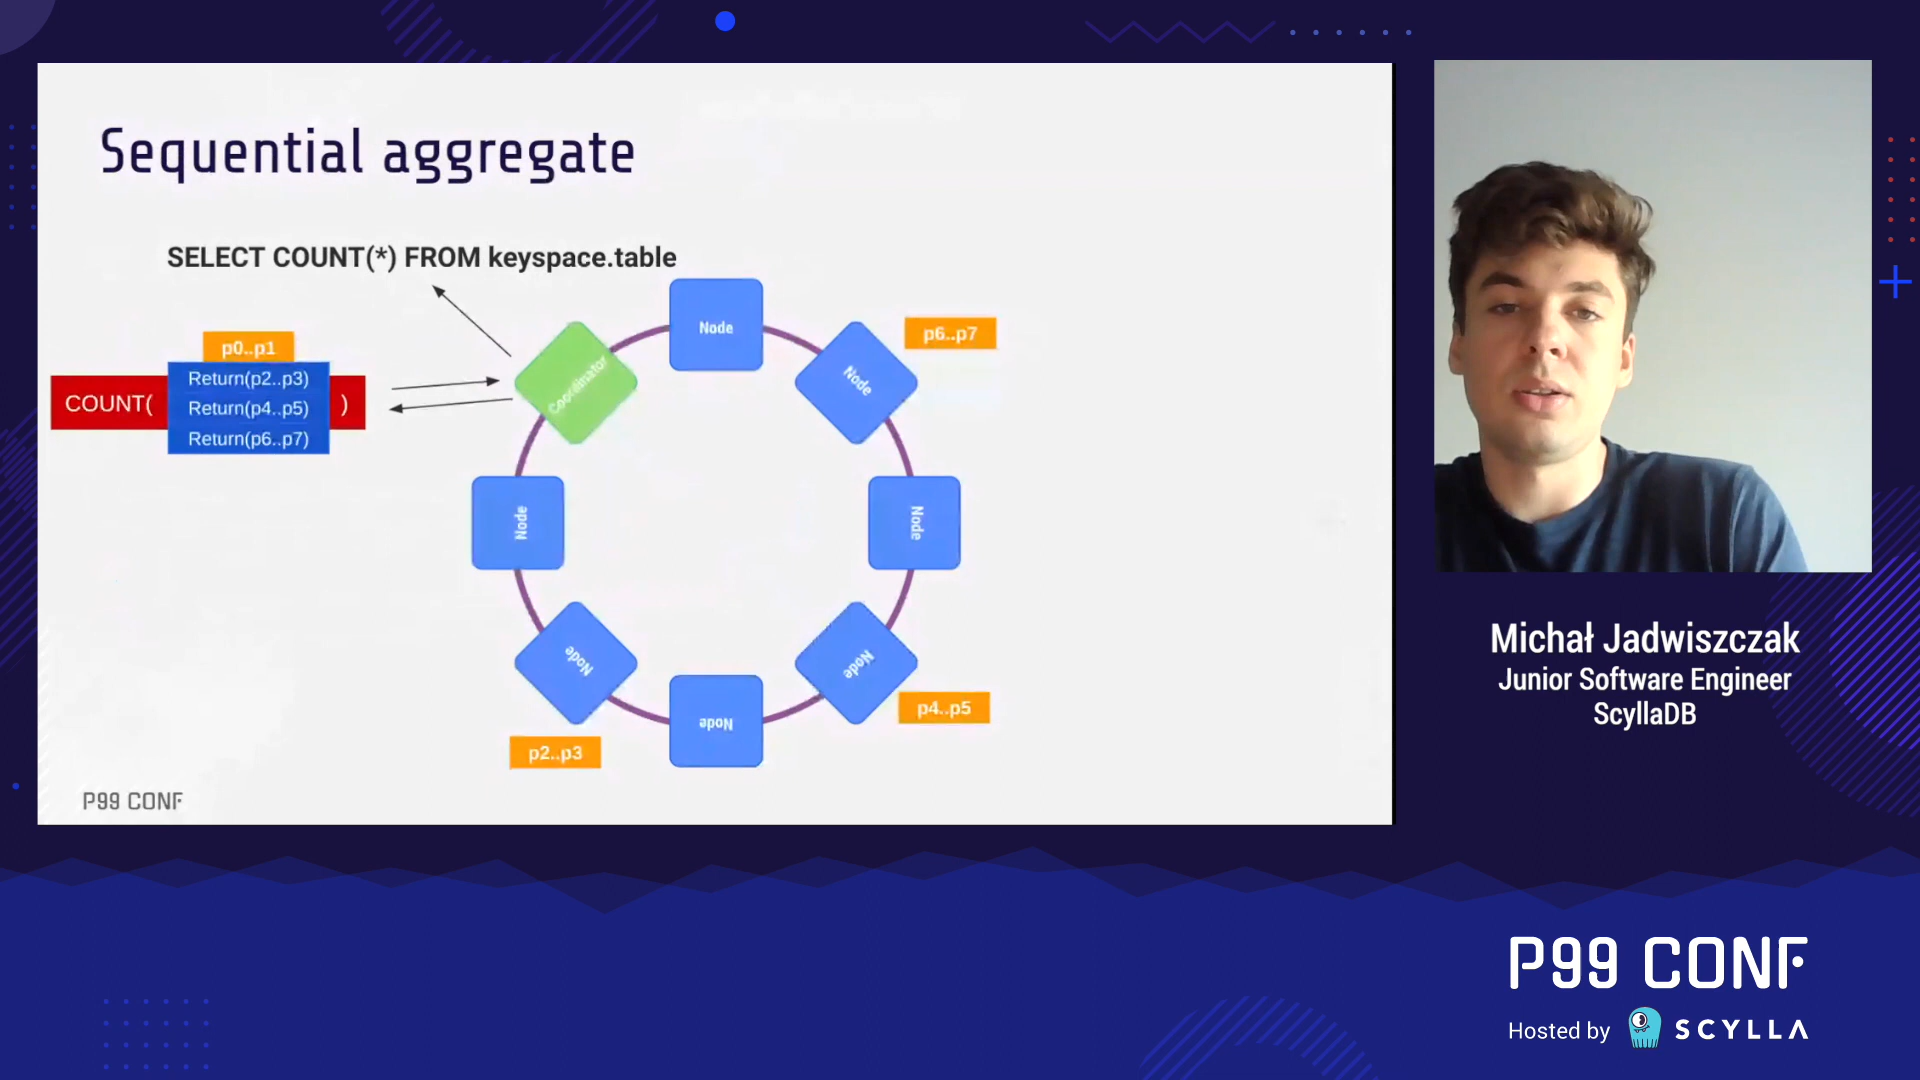 Sequential aggregate
SELECT COUNT(*) FROM keyspace.table
p0..p1
COUNT(
Return(p2..p3)
Return(p4..p5)
Return(p6..p7)
)
Coordinator
Node
Node
p6..p7
Node
Node
Node
p4..p5
Node
Node
p2..p3
P99 CONF
Michał Jadwiszczak
Junior Software Engineer
ScyllaDB
P99 CONF
Hosted by SCYLLA